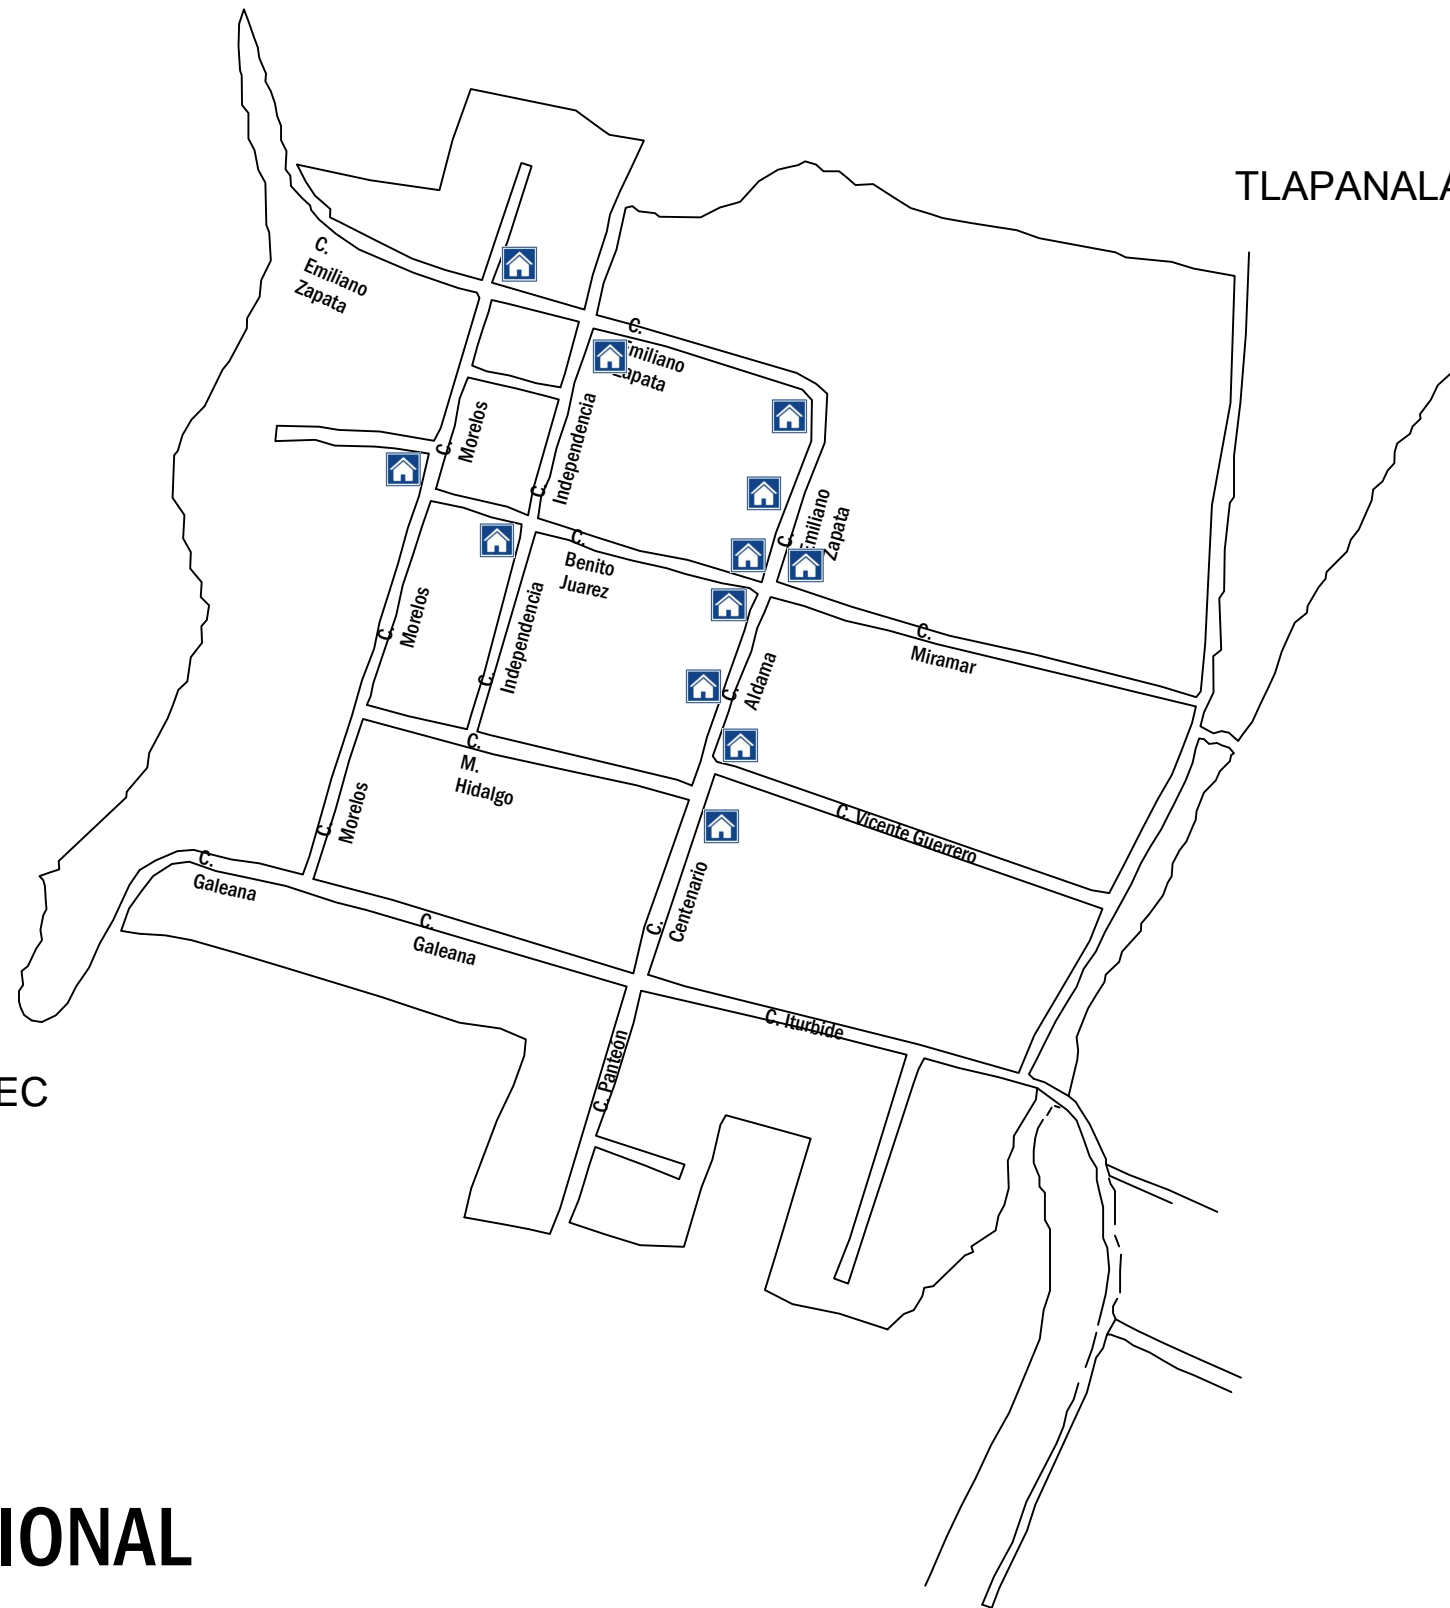 TLAPANALA
C.
Emiliano
Zapata
C.
Emiliano
Zapata
C.
Morelos
C.
Independencia
C.
Emiliano
Zapata
C.
Benito
Juarez
C.
Morelos
C.
Independencia
C.
Miramar
C.
Aldama
C.
M.
Hidalgo
C.
Morelos
C. Vicente Guerrero
C.
Galeana
C.
Centenario
C.
Galeana
C. Iturbide
C. Panteón
EC
IONAL